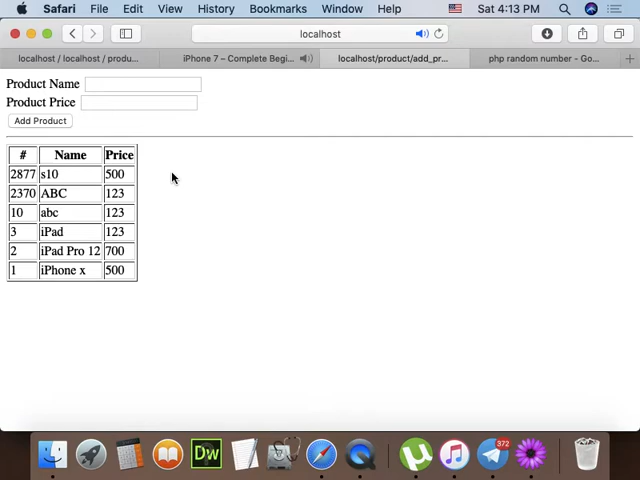 Safari File Edit View History Bookmarks Window Help Sat 4:13 PM
localhost
localhost / localhost / produ... iPhone 7 – Complete Begi... localhost/product/add_pr... php random number - Go...
Product Name
Product Price
Add Product
# Name Price
2877 s10 500
2370 ABC 123
10 abc 123
3 iPad 123
2 iPad Pro 12 700
1 iPhone x 500
Dw 372